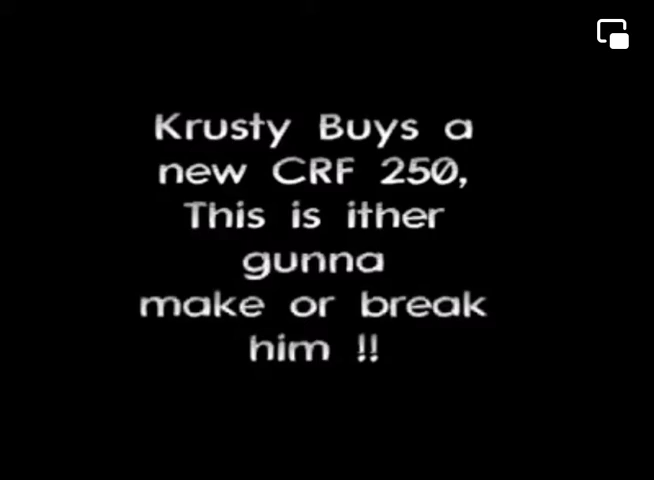 Krusty Buys a
new CRF 250,
This is ither
gunna
make or break
him !!